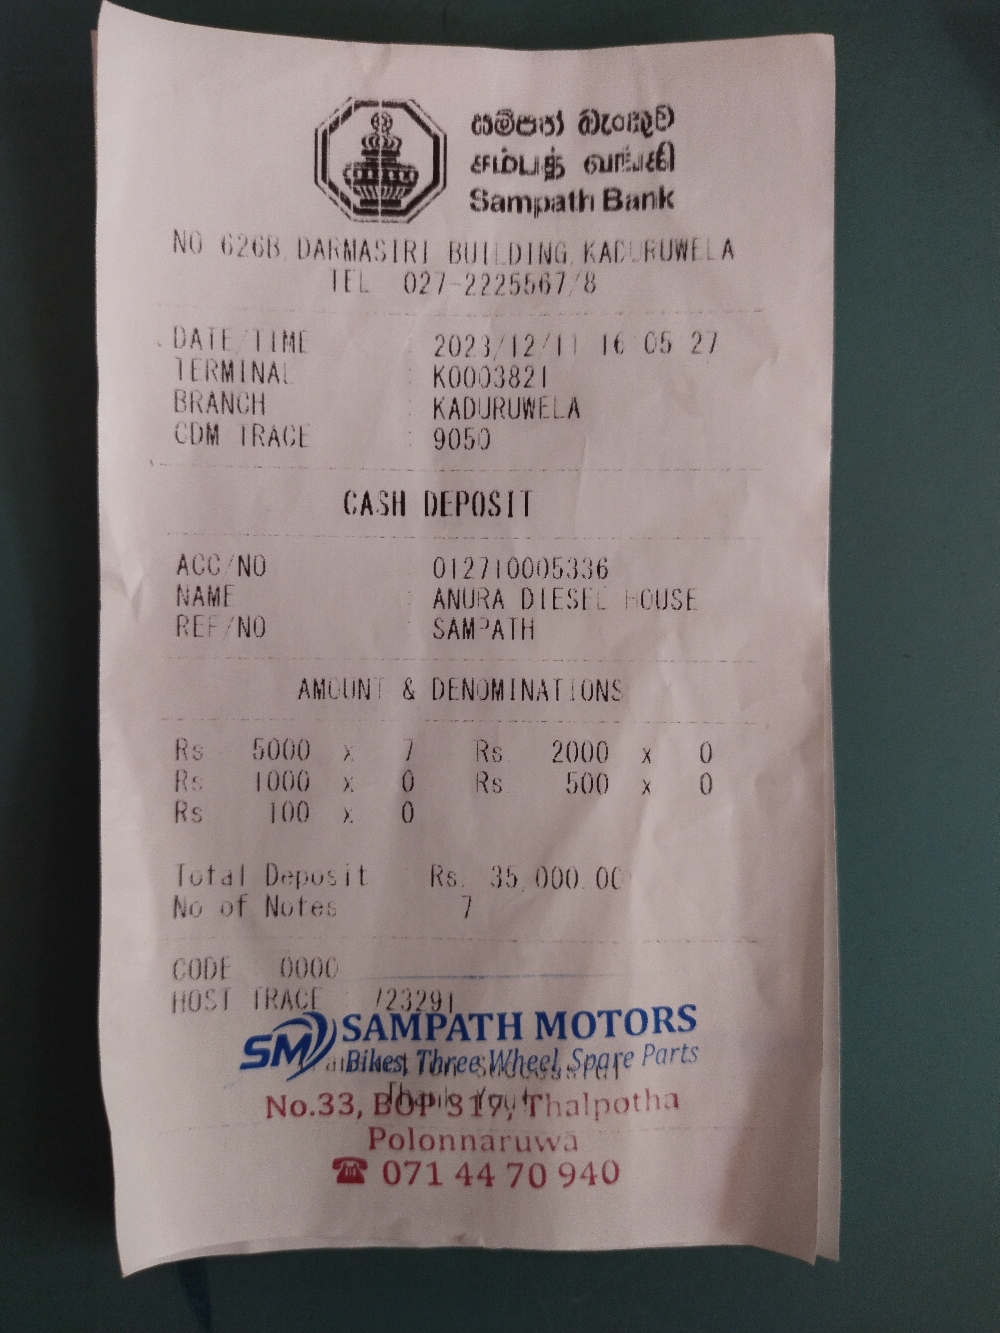 සම්පත් බැංකුව
சம்பத் வங்கி
Sampath Bank
NO 626B DARMASIRI BUILDING KADURUWELA
TEL 027-2225567/8
DATE/TIME : 2023/12/11 16 05 27
TERMINAL : K0003821
BRANCH : KADURUWELA
CDM TRACE : 9050
CASH DEPOSIT
ACC/NO : 012710005336
NAME : ANURA DIESEL HOUSE
REF/NO : SAMPATH
AMOUNT & DENOMINATIONS
Rs 5000 x 7 Rs 2000 x 0
Rs 1000 x 0 Rs 500 x 0
Rs 100 x 0
Total Deposit Rs. 35,000.00
No of Notes 7
CODE 0000
HOST TRACE 723291
SM SAMPATH MOTORS
Bikes, Three Wheel, Spare Parts
Thank You!
No.33, BOP 317, Thalpotha
Polonnaruwa
☎ 071 44 70 940